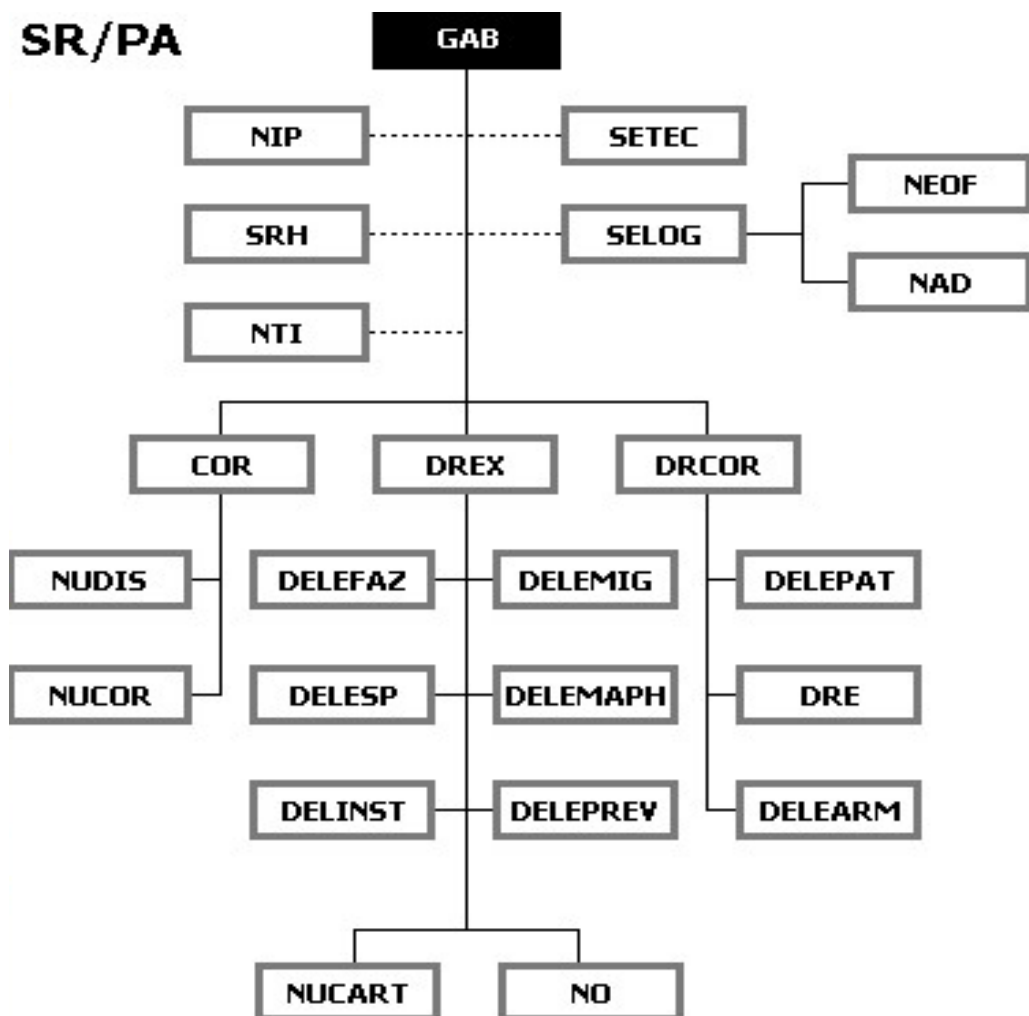 SR/PA
GAB
NIP
SETEC
NEOF
SRH
SELOG
NAD
NTI
COR
DREX
DRCOR
NUDIS
DELEFAZ
DELEMIG
DELEPAT
NUCOR
DELESP
DELEMAPH
DRE
DELINST
DELEPREV
DELEARM
NUCART
NO